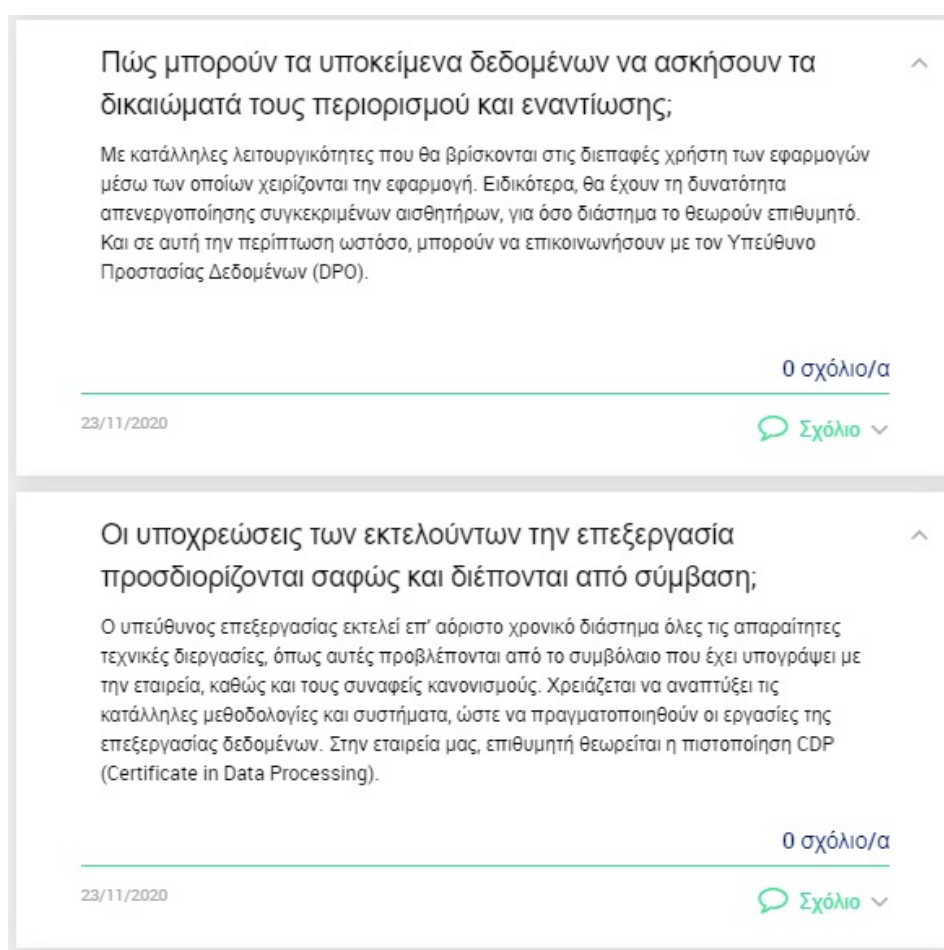 Πώς μπορούν τα υποκείμενα δεδομένων να ασκήσουν τα
δικαιώματά τους περιορισμού και εναντίωσης;
Με κατάλληλες λειτουργικότητες που θα βρίσκονται στις διεπαφές χρήστη των εφαρμογών
μέσω των οποίων χειρίζονται την εφαρμογή. Ειδικότερα, θα έχουν τη δυνατότητα
απενεργοποίησης συγκεκριμένων αισθητήρων, για όσο διάστημα το θεωρούν επιθυμητό.
Και σε αυτή την περίπτωση ωστόσο, μπορούν να επικοινωνήσουν με τον Υπεύθυνο
Προστασίας Δεδομένων (DPO).
0 σχόλιο/α
23/11/2020
Σχόλιο
Οι υποχρεώσεις των εκτελούντων την επεξεργασία
προσδιορίζονται σαφώς και διέπονται από σύμβαση;
Ο υπεύθυνος επεξεργασίας εκτελεί επ' αόριστο χρονικό διάστημα όλες τις απαραίτητες
τεχνικές διεργασίες, όπως αυτές προβλέπονται από το συμβόλαιο που έχει υπογράψει με
την εταιρεία, καθώς και τους συναφείς κανονισμούς. Χρειάζεται να αναπτύξει τις
κατάλληλες μεθοδολογίες και συστήματα, ώστε να πραγματοποιηθούν οι εργασίες της
επεξεργασίας δεδομένων. Στην εταιρεία μας, επιθυμητή θεωρείται η πιστοποίηση CDP
(Certificate in Data Processing).
0 σχόλιο/α
23/11/2020
Σχόλιο